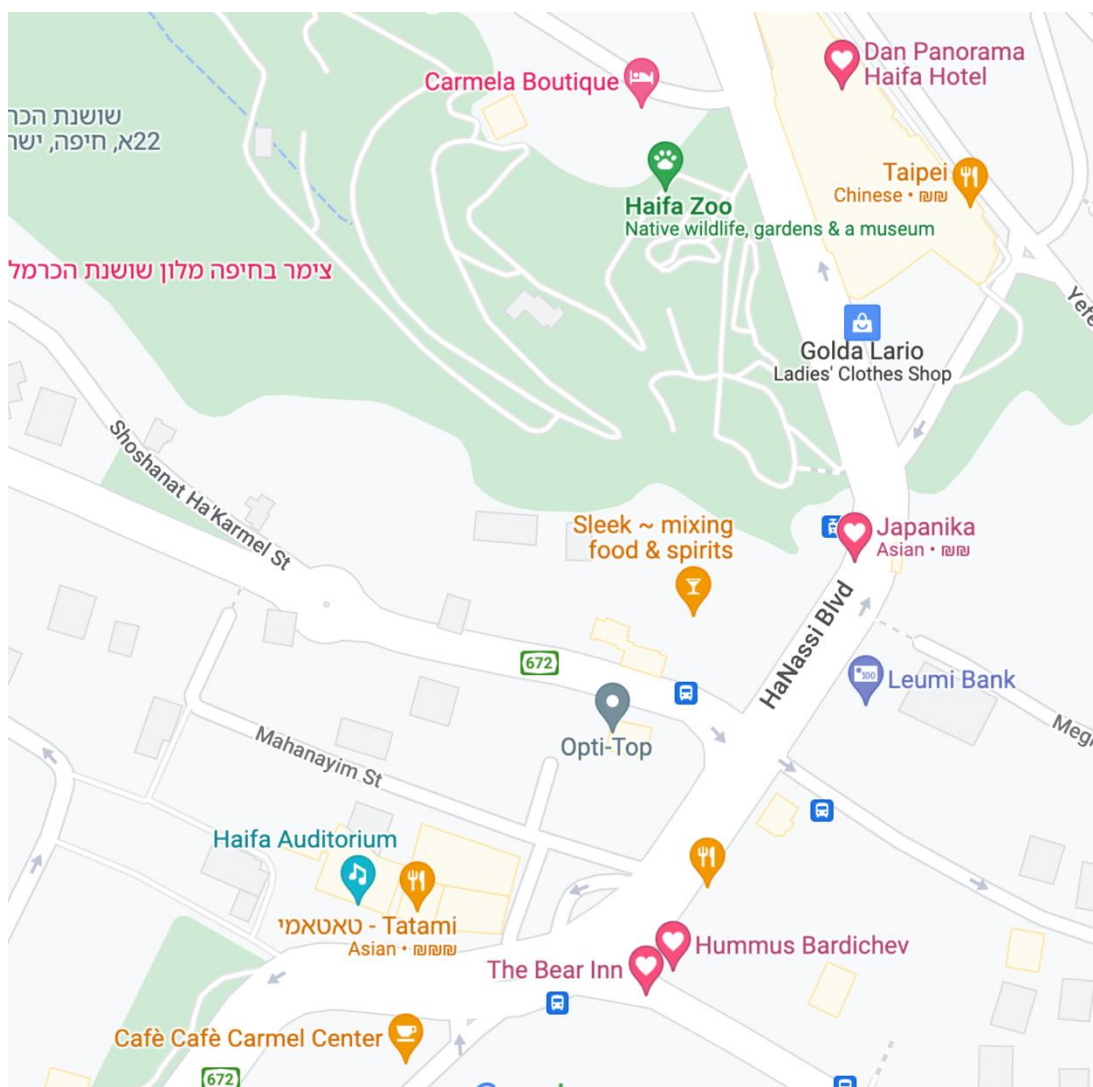 Dan Panorama
Haifa Hotel
Carmela Boutique
שושנת הכר
22א, חיפה, ישר
Taipei
Chinese • ₪₪
Haifa Zoo
Native wildlife, gardens & a museum
צימר בחיפה מלון שושנת הכרמל
Yefe
Golda Lario
Ladies' Clothes Shop
Shoshanat Ha'Karmel St
Sleek ~ mixing
food & spirits
Japanika
Asian • ₪₪
HaNassi Blvd
672
Leumi Bank
100
Opti-Top
Mahanayim St
Haifa Auditorium
טאטאמי - Tatami
Asian • ₪₪₪
The Bear Inn
Hummus Bardichev
Cafè Cafè Carmel Center
672